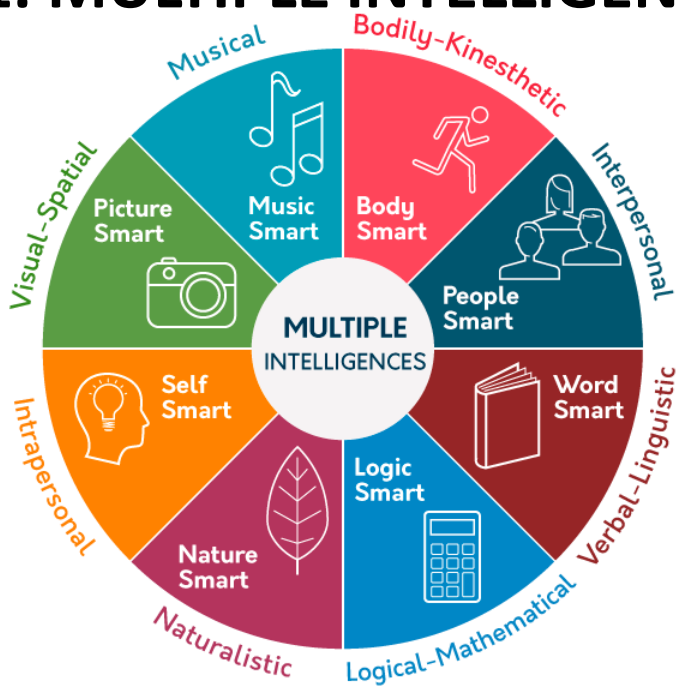 MULTIPLE
Musical
Bodily-Kinesthetic
Interpersonal
Verbal-Linguistic
Logical-Mathematical
Naturalistic
Intrapersonal
Visual-Spatial
Music
Smart
Body
Smart
People
Smart
Word
Smart
Logic
Smart
Nature
Smart
Self
Smart
Picture
Smart
MULTIPLE
INTELLIGENCES